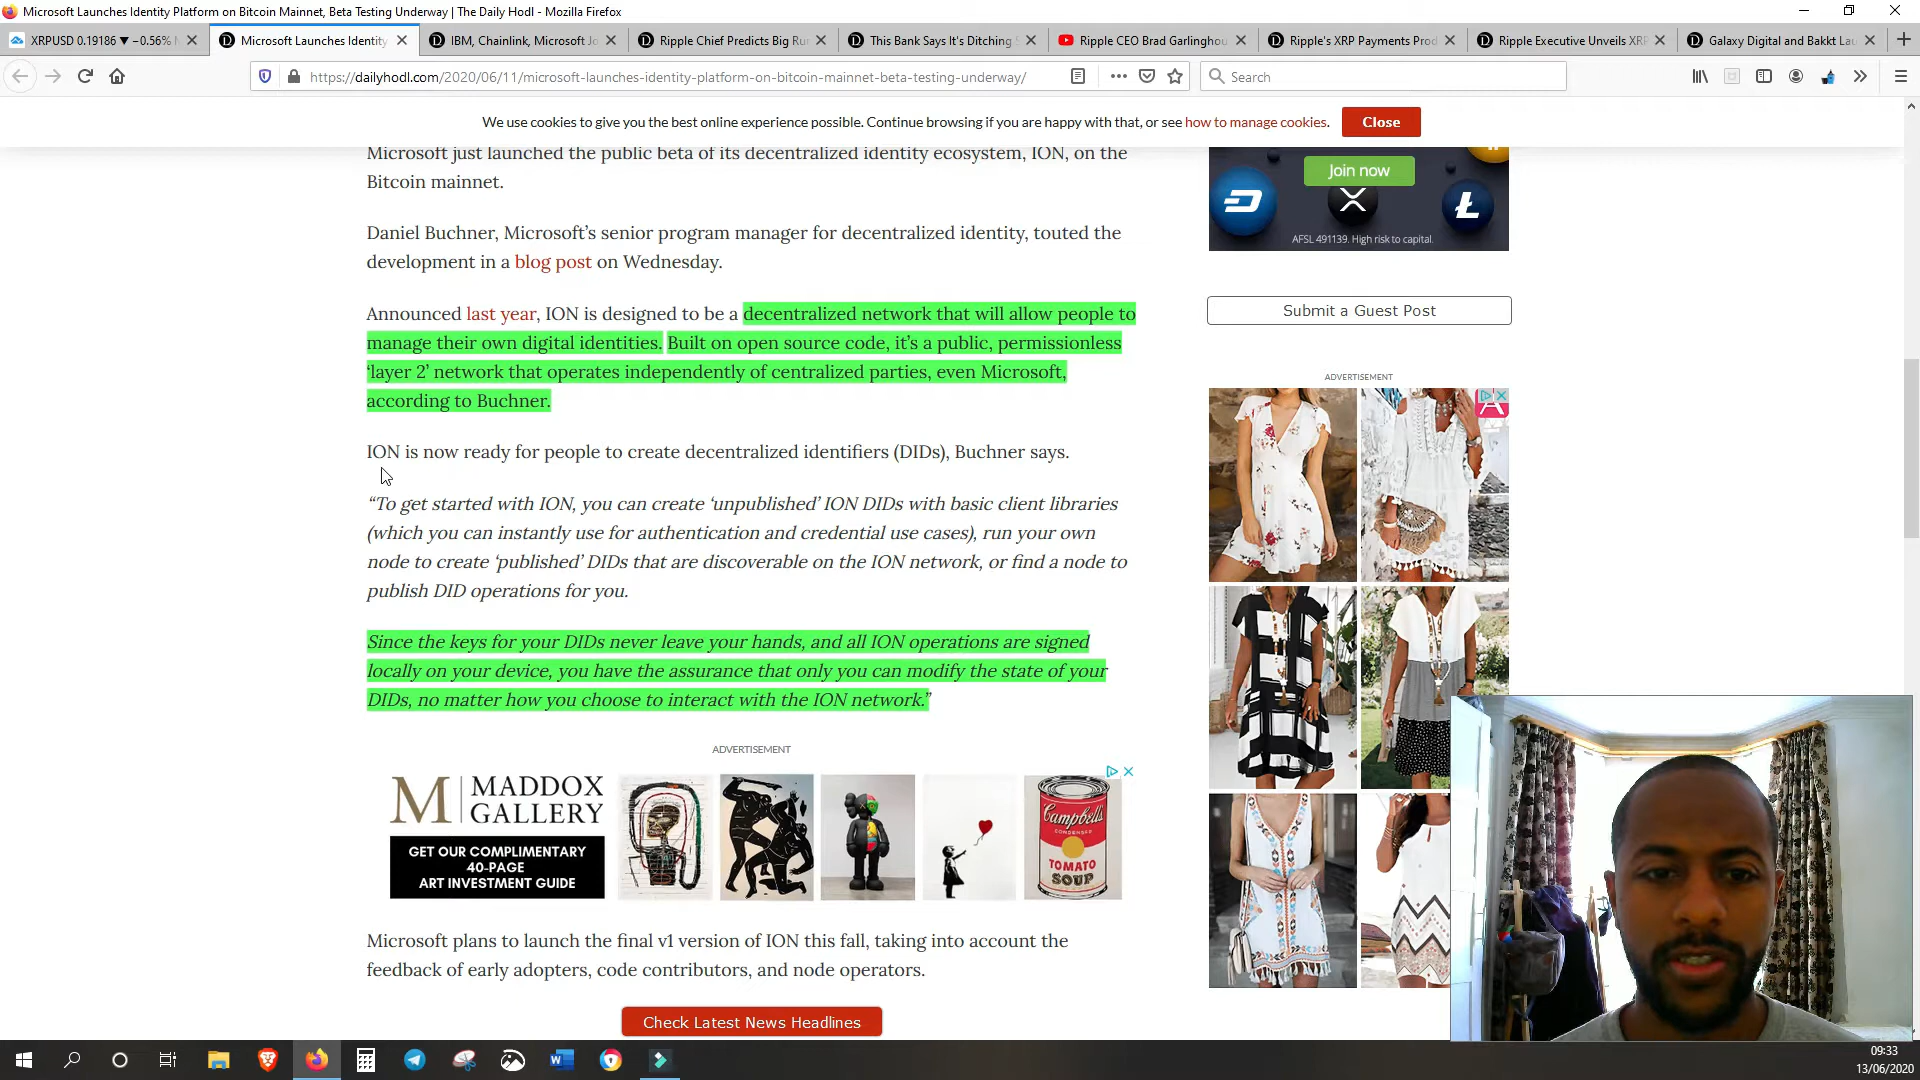 Microsoft Launches Identity Platform on Bitcoin Mainnet, Beta Testing Underway | The Daily Hodl - Mozilla Firefox
XRPUSD 0.19186 ▼ −0.56%
Microsoft Launches Identity
IBM, Chainlink, Microsoft Jo
Ripple Chief Predicts Big Ru
This Bank Says It's Ditching
Ripple CEO Brad Garlinghou
Ripple's XRP Payments Prod
Ripple Executive Unveils XR
Galaxy Digital and Bakkt Lau
https://dailyhodl.com/2020/06/11/microsoft-launches-identity-platform-on-bitcoin-mainnet-beta-testing-underway/
Search
We use cookies to give you the best online experience possible. Continue browsing if you are happy with that, or see how to manage cookies.
Close
Microsoft just launched the public beta of its decentralized identity ecosystem, ION, on the
Bitcoin mainnet.
Daniel Buchner, Microsoft's senior program manager for decentralized identity, touted the
development in a blog post on Wednesday.
Announced last year, ION is designed to be a decentralized network that will allow people to
manage their own digital identities. Built on open source code, it's a public, permissionless
'layer 2' network that operates independently of centralized parties, even Microsoft,
according to Buchner.
ION is now ready for people to create decentralized identifiers (DIDs), Buchner says.
“To get started with ION, you can create ‘unpublished’ ION DIDs with basic client libraries
(which you can instantly use for authentication and credential use cases), run your own
node to create ‘published’ DIDs that are discoverable on the ION network, or find a node to
publish DID operations for you.
Since the keys for your DIDs never leave your hands, and all ION operations are signed
locally on your device, you have the assurance that only you can modify the state of your
DIDs, no matter how you choose to interact with the ION network.”
ADVERTISEMENT
M | MADDOX
GALLERY
GET OUR COMPLIMENTARY
40-PAGE
ART INVESTMENT GUIDE
Campbell's
CONDENSED
TOMATO
SOUP
Microsoft plans to launch the final v1 version of ION this fall, taking into account the
feedback of early adopters, code contributors, and node operators.
Check Latest News Headlines
Join now
AFSL 491139. High risk to capital.
Submit a Guest Post
ADVERTISEMENT
09:33
13/06/2020